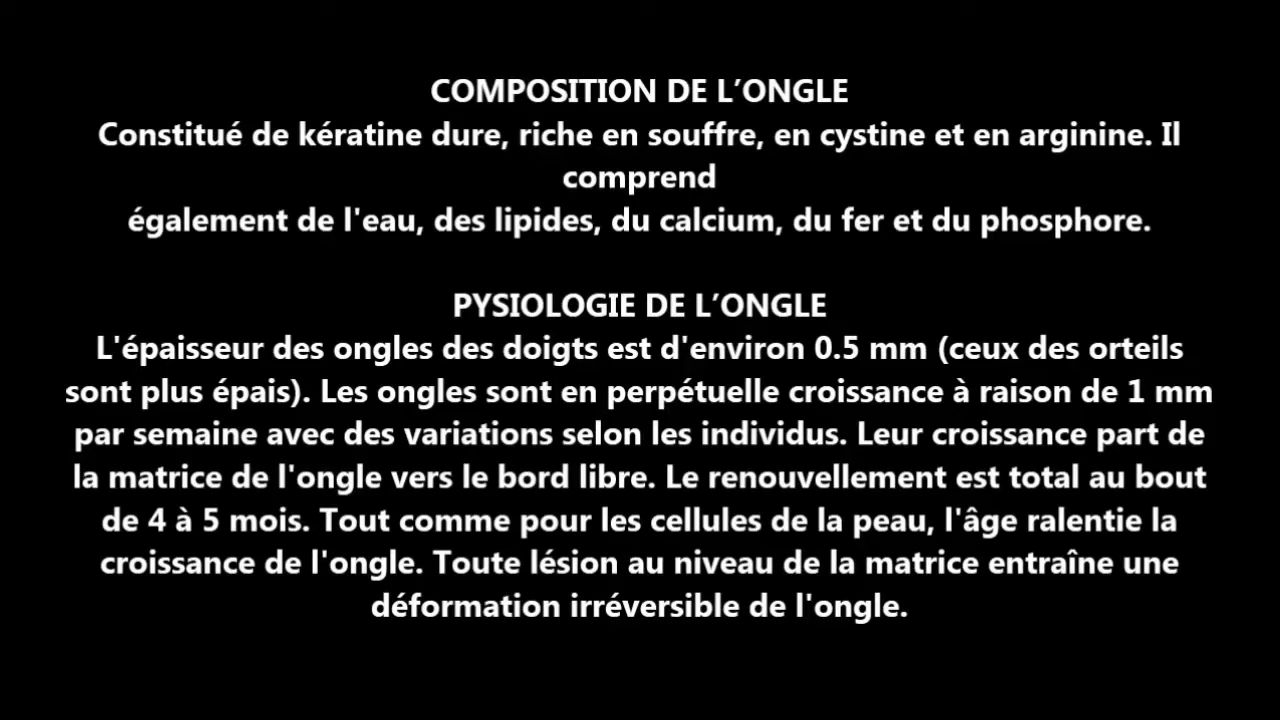 COMPOSITION DE L’ONGLE
Constitué de kératine dure, riche en souffre, en cystine et en arginine. Il
comprend
également de l'eau, des lipides, du calcium, du fer et du phosphore.
PYSIOLOGIE DE L’ONGLE
L'épaisseur des ongles des doigts est d'environ 0.5 mm (ceux des orteils
sont plus épais). Les ongles sont en perpétuelle croissance à raison de 1 mm
par semaine avec des variations selon les individus. Leur croissance part de
la matrice de l'ongle vers le bord libre. Le renouvellement est total au bout
de 4 à 5 mois. Tout comme pour les cellules de la peau, l'âge ralentie la
croissance de l'ongle. Toute lésion au niveau de la matrice entraîne une
déformation irréversible de l'ongle.